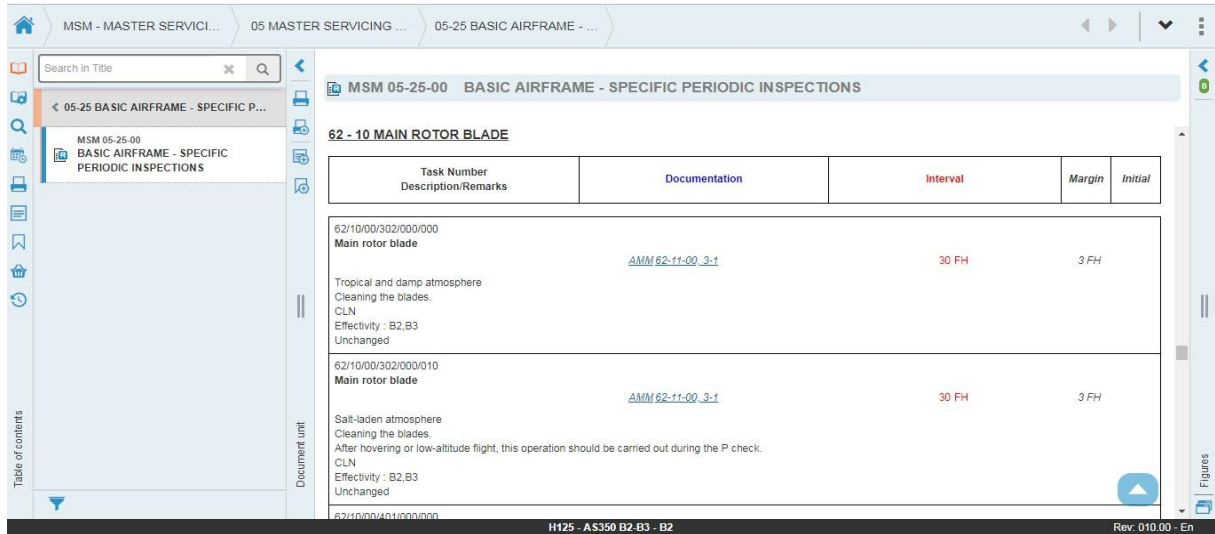 MSM - MASTER SERVICI...
05 MASTER SERVICING ...
05-25 BASIC AIRFRAME - ...
Search in Title
05-25 BASIC AIRFRAME - SPECIFIC P...
MSM 05-25-00
BASIC AIRFRAME - SPECIFIC
PERIODIC INSPECTIONS
Table of contents
Document unit
MSM 05-25-00 BASIC AIRFRAME - SPECIFIC PERIODIC INSPECTIONS
0
62 - 10 MAIN ROTOR BLADE
Task Number
Description/Remarks
Documentation
Interval
Margin
Initial
62/10/00/302/000/000
Main rotor blade
AMM 62-11-00, 3-1
30 FH
3 FH
Tropical and damp atmosphere
Cleaning the blades.
CLN
Effectivity : B2,B3
Unchanged
62/10/00/302/000/010
Main rotor blade
AMM 62-11-00, 3-1
30 FH
3 FH
Salt-laden atmosphere
Cleaning the blades.
After hovering or low-altitude flight, this operation should be carried out during the P check.
CLN
Effectivity : B2,B3
Unchanged
62/10/00/401/000/000
Figures
H125 - AS350 B2-B3 - B2
Rev: 010.00 - En